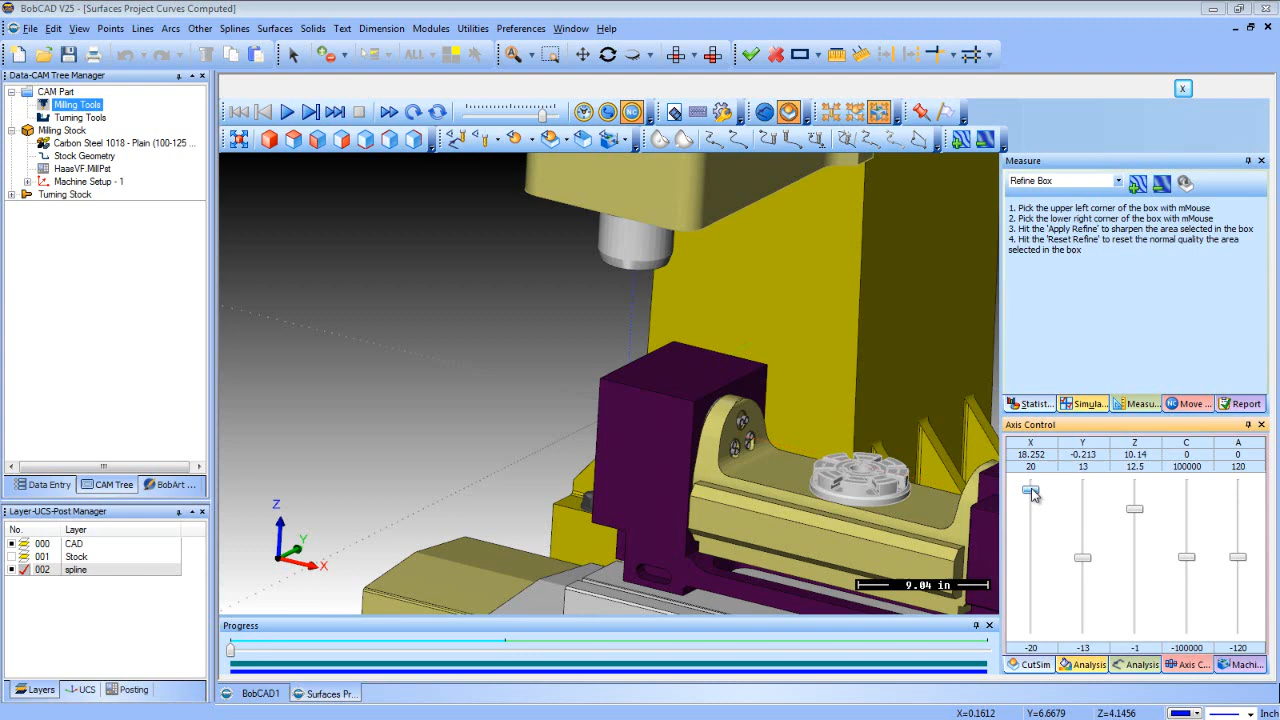 BobCAD V25 - [Surfaces Project Curves Computed]
File Edit View Points Lines Arcs Other Splines Surfaces Solids Text Dimension Modules Utilities Preferences Window Help
ALL
Data-CAM Tree Manager
CAM Part
Milling Tools
Turning Tools
Milling Stock
Carbon Steel 1018 - Plain (100-125 ...
Stock Geometry
HaasVF.MillPst
Machine Setup - 1
Turning Stock
Data Entry CAM Tree BobArt ...
Layer-UCS-Post Manager
No. Layer
000 CAD
001 Stock
002 spline
Layers UCS Posting
NC
X
Z
Y
X
9.04 in
Progress
BobCAD1 Surfaces Pr...
Measure
Refine Box
1. Pick the upper left corner of the box with mMouse
2. Pick the lower right corner of the box with mMouse
3. Hit the 'Apply Refine' to sharpen the area selected in the box
4. Hit the 'Reset Refine' to reset the normal quality the area
selected in the box
Statist... Simula... Measu... NC Move ... Report
Axis Control
X Y Z C A
18.252 -0.213 10.14 0 0
20 13 12.5 100000 120
-20 -13 -1 -100000 -120
CutSim Analysis Analysis Axis C... Machi...
X=0.1612 Y=6.6679 Z=4.1456 Inch